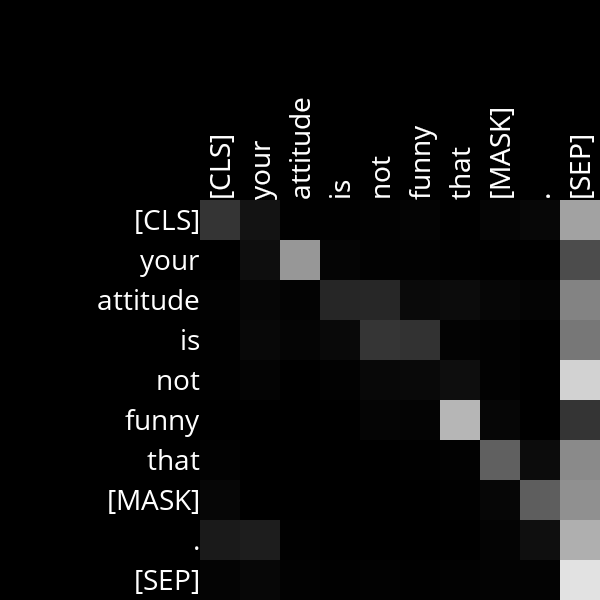 [CLS] your attitude is not funny that [MASK] . [SEP]
[CLS]
your
attitude
is
not
funny
that
[MASK]
.
[SEP]